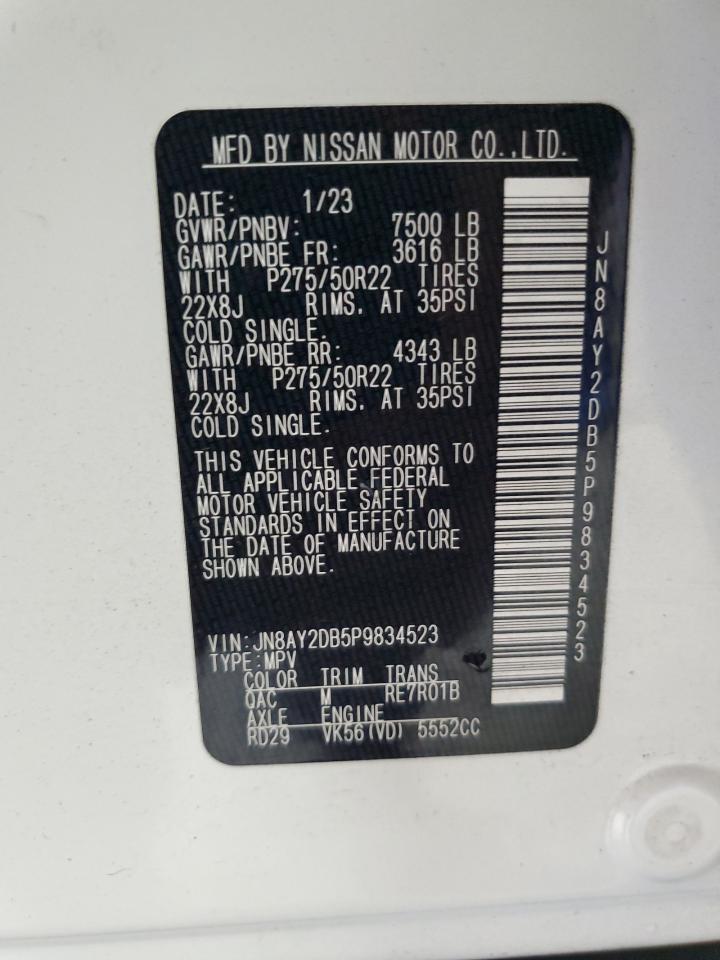 MFD BY NISSAN MOTOR CO.,LTD.
DATE: 1/23
GVWR/PNBV: 7500 LB
GAWR/PNBE FR: 3616 LB
WITH P275/50R22 TIRES
22X8J RIMS, AT 35PSI
COLD SINGLE.
GAWR/PNBE RR: 4343 LB
WITH P275/50R22 TIRES
22X8J RIMS, AT 35PSI
COLD SINGLE.
THIS VEHICLE CONFORMS TO
ALL APPLICABLE FEDERAL
MOTOR VEHICLE SAFETY
STANDARDS IN EFFECT ON
THE DATE OF MANUFACTURE
SHOWN ABOVE.
VIN:JN8AY2DB5P9834523
TYPE:MPV
COLOR TRIM TRANS
QAC M RE7R01B
AXLE ENGINE
RD29 VK56(VD) 5552CC
JN8AY2DB5P9834523